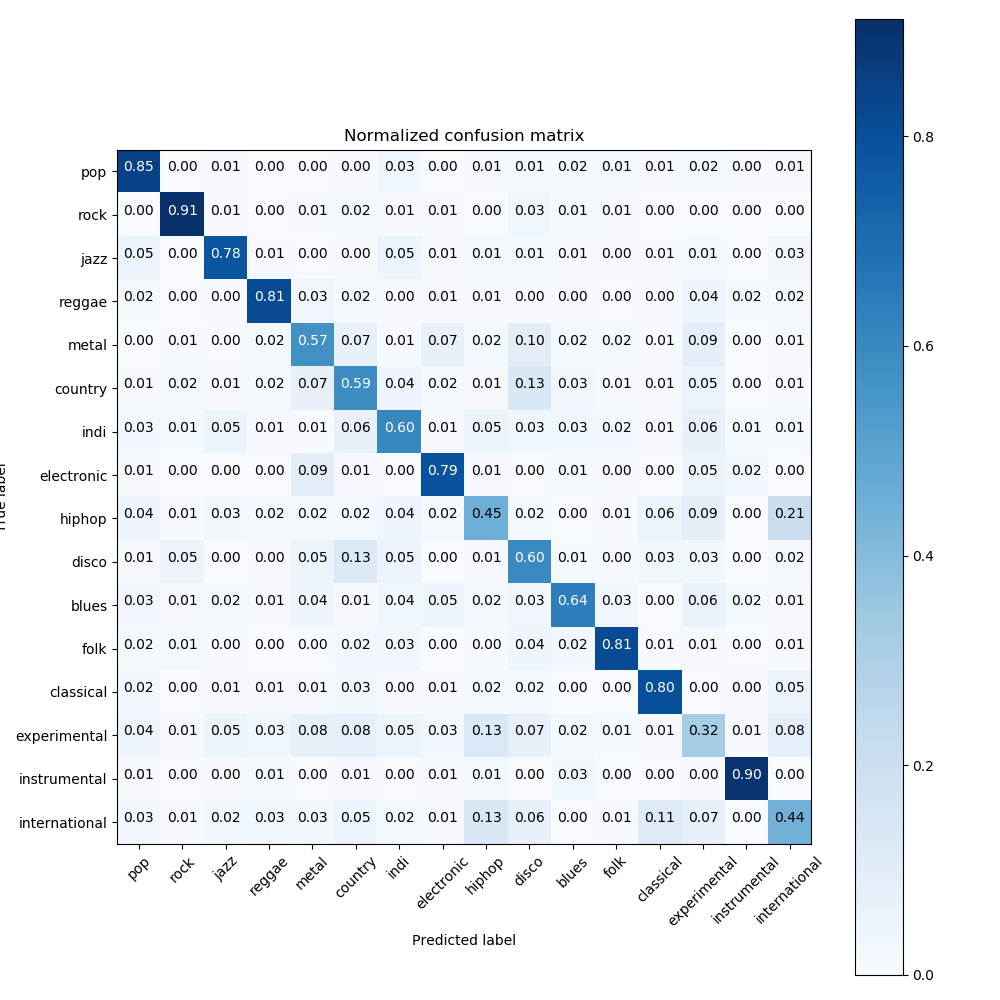 Normalized confusion matrix
pop 0.85 0.00 0.01 0.00 0.00 0.00 0.03 0.00 0.01 0.01 0.02 0.01 0.01 0.02 0.00 0.01
rock 0.00 0.91 0.01 0.00 0.01 0.02 0.01 0.01 0.00 0.03 0.01 0.01 0.00 0.00 0.00 0.00
jazz 0.05 0.00 0.78 0.01 0.00 0.00 0.05 0.01 0.01 0.01 0.01 0.00 0.01 0.01 0.00 0.03
reggae 0.02 0.00 0.00 0.81 0.03 0.02 0.00 0.01 0.01 0.00 0.00 0.00 0.00 0.04 0.02 0.02
metal 0.00 0.01 0.00 0.02 0.57 0.07 0.01 0.07 0.02 0.10 0.02 0.02 0.01 0.09 0.00 0.01
country 0.01 0.02 0.01 0.02 0.07 0.59 0.04 0.02 0.01 0.13 0.03 0.01 0.01 0.05 0.00 0.01
indi 0.03 0.01 0.05 0.01 0.01 0.06 0.60 0.01 0.05 0.03 0.03 0.02 0.01 0.06 0.01 0.01
electronic 0.01 0.00 0.00 0.00 0.09 0.01 0.00 0.79 0.01 0.00 0.01 0.00 0.00 0.05 0.02 0.00
hiphop 0.04 0.01 0.03 0.02 0.02 0.02 0.04 0.02 0.45 0.02 0.00 0.01 0.06 0.09 0.00 0.21
disco 0.01 0.05 0.00 0.00 0.05 0.13 0.05 0.00 0.01 0.60 0.01 0.00 0.03 0.03 0.00 0.02
blues 0.03 0.01 0.02 0.01 0.04 0.01 0.04 0.05 0.02 0.03 0.64 0.03 0.00 0.06 0.02 0.01
folk 0.02 0.01 0.00 0.00 0.00 0.02 0.03 0.00 0.00 0.04 0.02 0.81 0.01 0.01 0.00 0.01
classical 0.02 0.00 0.01 0.01 0.01 0.03 0.00 0.01 0.02 0.02 0.00 0.00 0.80 0.00 0.00 0.05
experimental 0.04 0.01 0.05 0.03 0.08 0.08 0.05 0.03 0.13 0.07 0.02 0.01 0.01 0.32 0.01 0.08
instrumental 0.01 0.00 0.00 0.01 0.00 0.01 0.00 0.01 0.01 0.00 0.03 0.00 0.00 0.00 0.90 0.00
international 0.03 0.01 0.02 0.03 0.03 0.05 0.02 0.01 0.13 0.06 0.00 0.01 0.11 0.07 0.00 0.44
pop rock jazz reggae metal country indi electronic hiphop disco blues folk classical experimental instrumental international
Predicted label
0.8
0.6
0.4
0.2
0.0